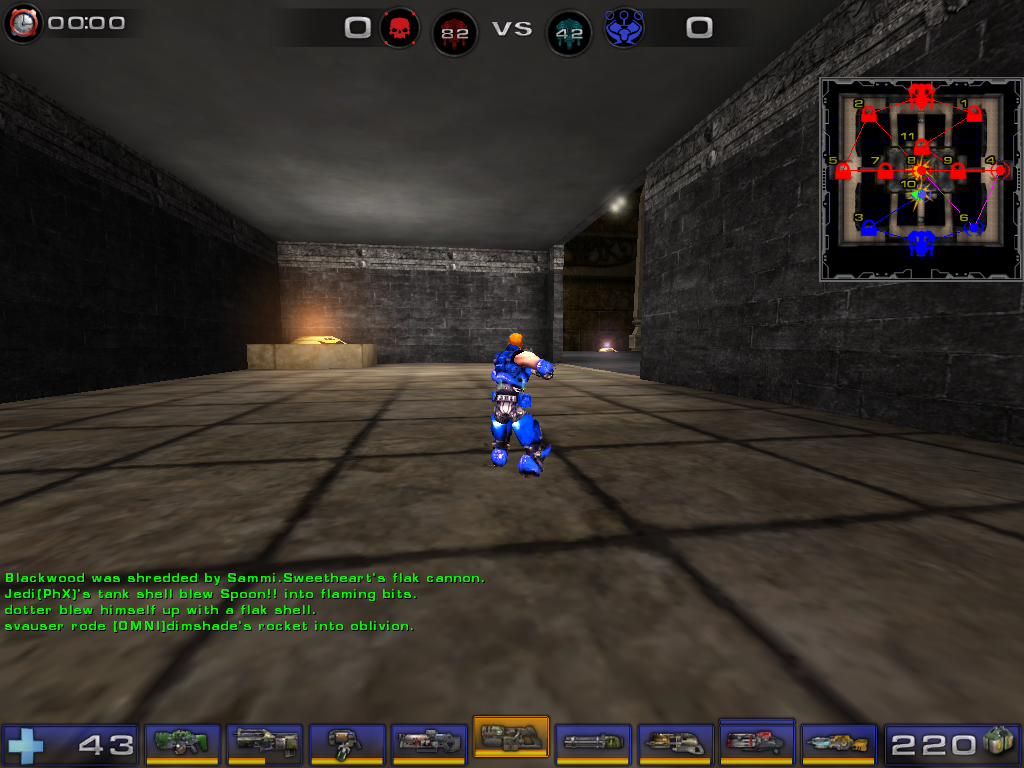 00:00
0 82 VS 42 0
2 1
11
5 7 8 9 4
10
3 6
Blackwood was shredded by Sammi.Sweetheart's flak cannon.
Jedi[PhX]'s tank shell blew Spoon!! into flaming bits.
dotter blew himself up with a flak shell.
svauser rode [OMNI]dimshade's rocket into oblivion.
43 220